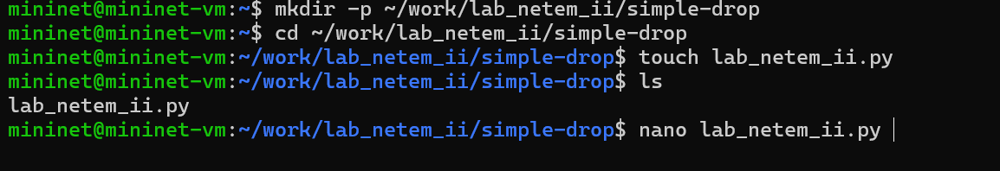 mininet@mininet-vm:~$ mkdir -p ~/work/lab_netem_ii/simple-drop
mininet@mininet-vm:~$ cd ~/work/lab_netem_ii/simple-drop
mininet@mininet-vm:~/work/lab_netem_ii/simple-drop$ touch lab_netem_ii.py
mininet@mininet-vm:~/work/lab_netem_ii/simple-drop$ ls
lab_netem_ii.py
mininet@mininet-vm:~/work/lab_netem_ii/simple-drop$ nano lab_netem_ii.py